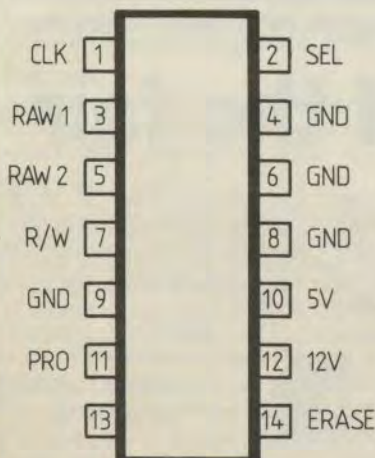 CLK 1 2 SEL
RAW 1 3 4 GND
RAW 2 5 6 GND
R/W 7 8 GND
GND 9 10 5V
PRO 11 12 12V
13 14 ERASE